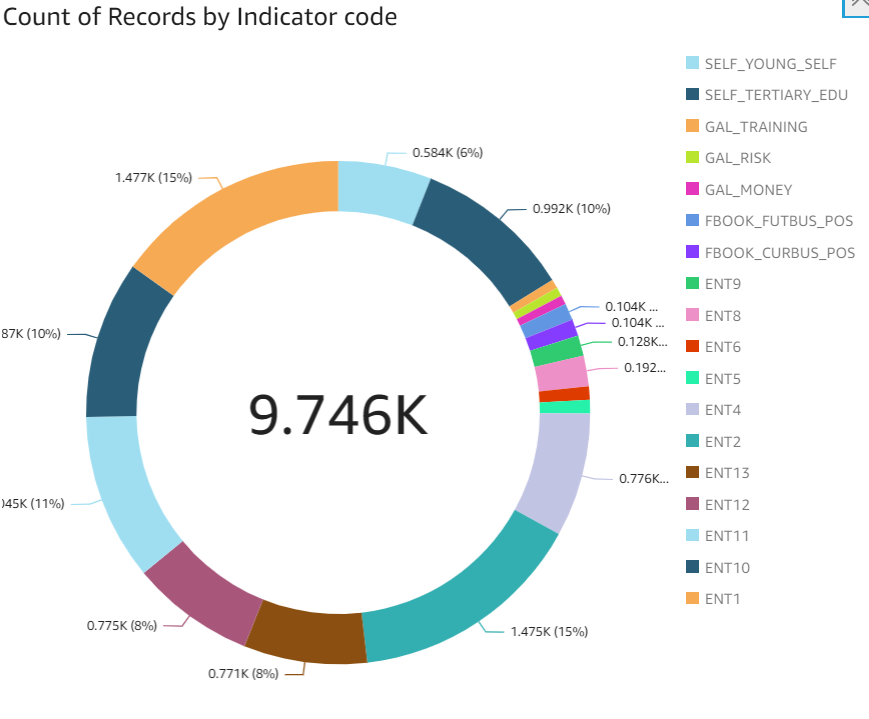 Count of Records by Indicator code
SELF_YOUNG_SELF
SELF_TERTIARY_EDU
GAL_TRAINING
GAL_RISK
GAL_MONEY
FBOOK_FUTBUS_POS
FBOOK_CURBUS_POS
ENT9
ENT8
ENT6
ENT5
ENT4
ENT2
ENT13
ENT12
ENT11
ENT10
ENT1
0.584K (6%)
1.477K (15%)
0.992K (10%)
0.104K ...
0.104K ...
87K (10%)
0.128K...
0.192...
9.746K
0.776K...
45K (11%)
0.775K (8%)
1.475K (15%)
0.771K (8%)